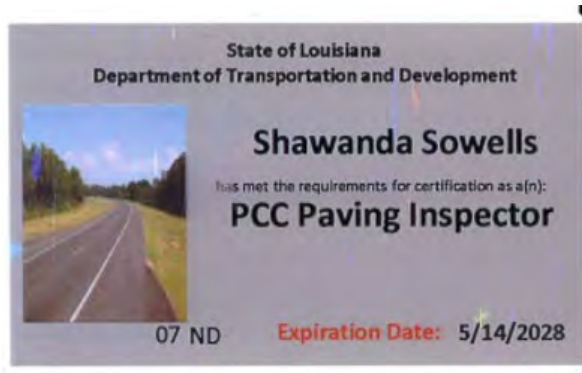 State of Louisiana
Department of Transportation and Development
Shawanda Sowells
has met the requirements for certification as a(n):
PCC Paving Inspector
07 ND
Expiration Date: 5/14/2028